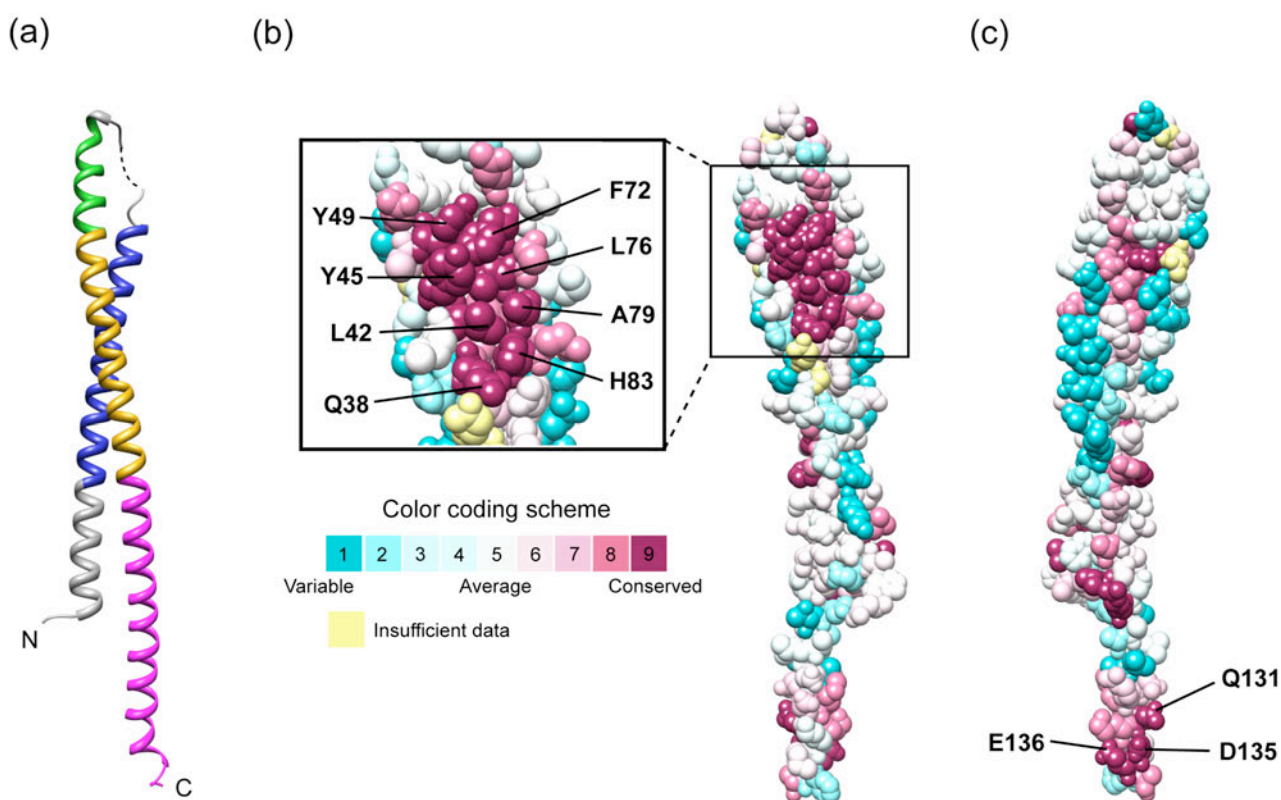 (a)
(b)
(c)
Y49
F72
L76
Y45
A79
L42
H83
Q38
Color coding scheme
1 2 3 4 5 6 7 8 9
Variable Average Conserved
Insufficient data
N
C
Q131
E136
D135